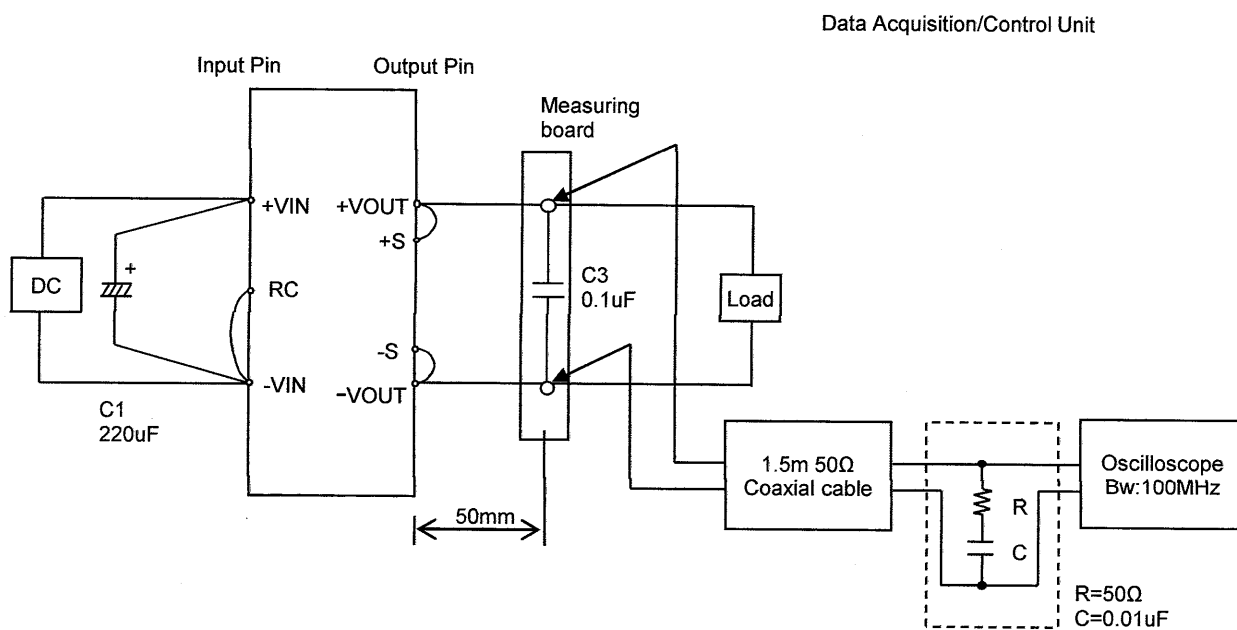 Data Acquisition/Control Unit
Input Pin
Output Pin
Measuring
board
+VIN
+VOUT
+S
+
DC
RC
C3
0.1uF
Load
-S
-VIN
-VOUT
C1
220uF
1.5m 50Ω
Coaxial cable
Oscilloscope
Bw:100MHz
R
C
50mm
R=50Ω
C=0.01uF